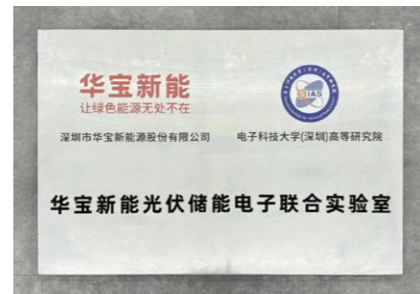 华宝新能
让绿色能源无处不在
深圳市华宝新能源股份有限公司
IAS
电子科技大学(深圳)高等研究院
华宝新能光伏储能电子联合实验室